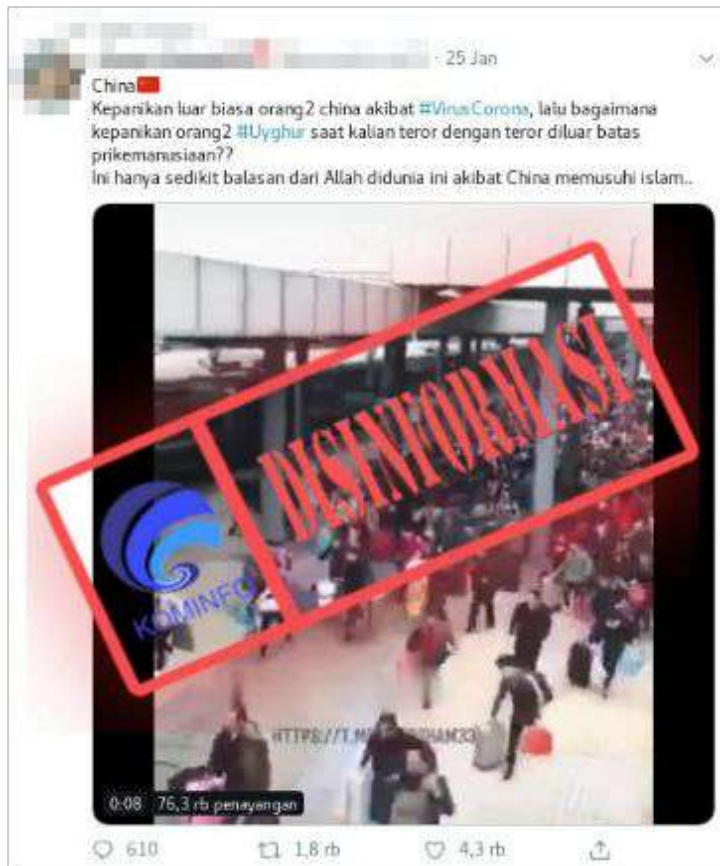 25 Jan
China
Kepanikan luar biasa orang2 china akibat #VirusCorona, lalu bagaimana
kepanikan orang2 #Uyghur saat kalian teror dengan teror diluar batas
prikemanusiaan??
Ini hanya sedikit balasan dari Allah didunia ini akibat China memusuhi islam..
DISINFORMASI
KOMINFO
HTTPS://T.M
0:08 76,3 rb penayangan
610 1,8 rb 4,3 rb